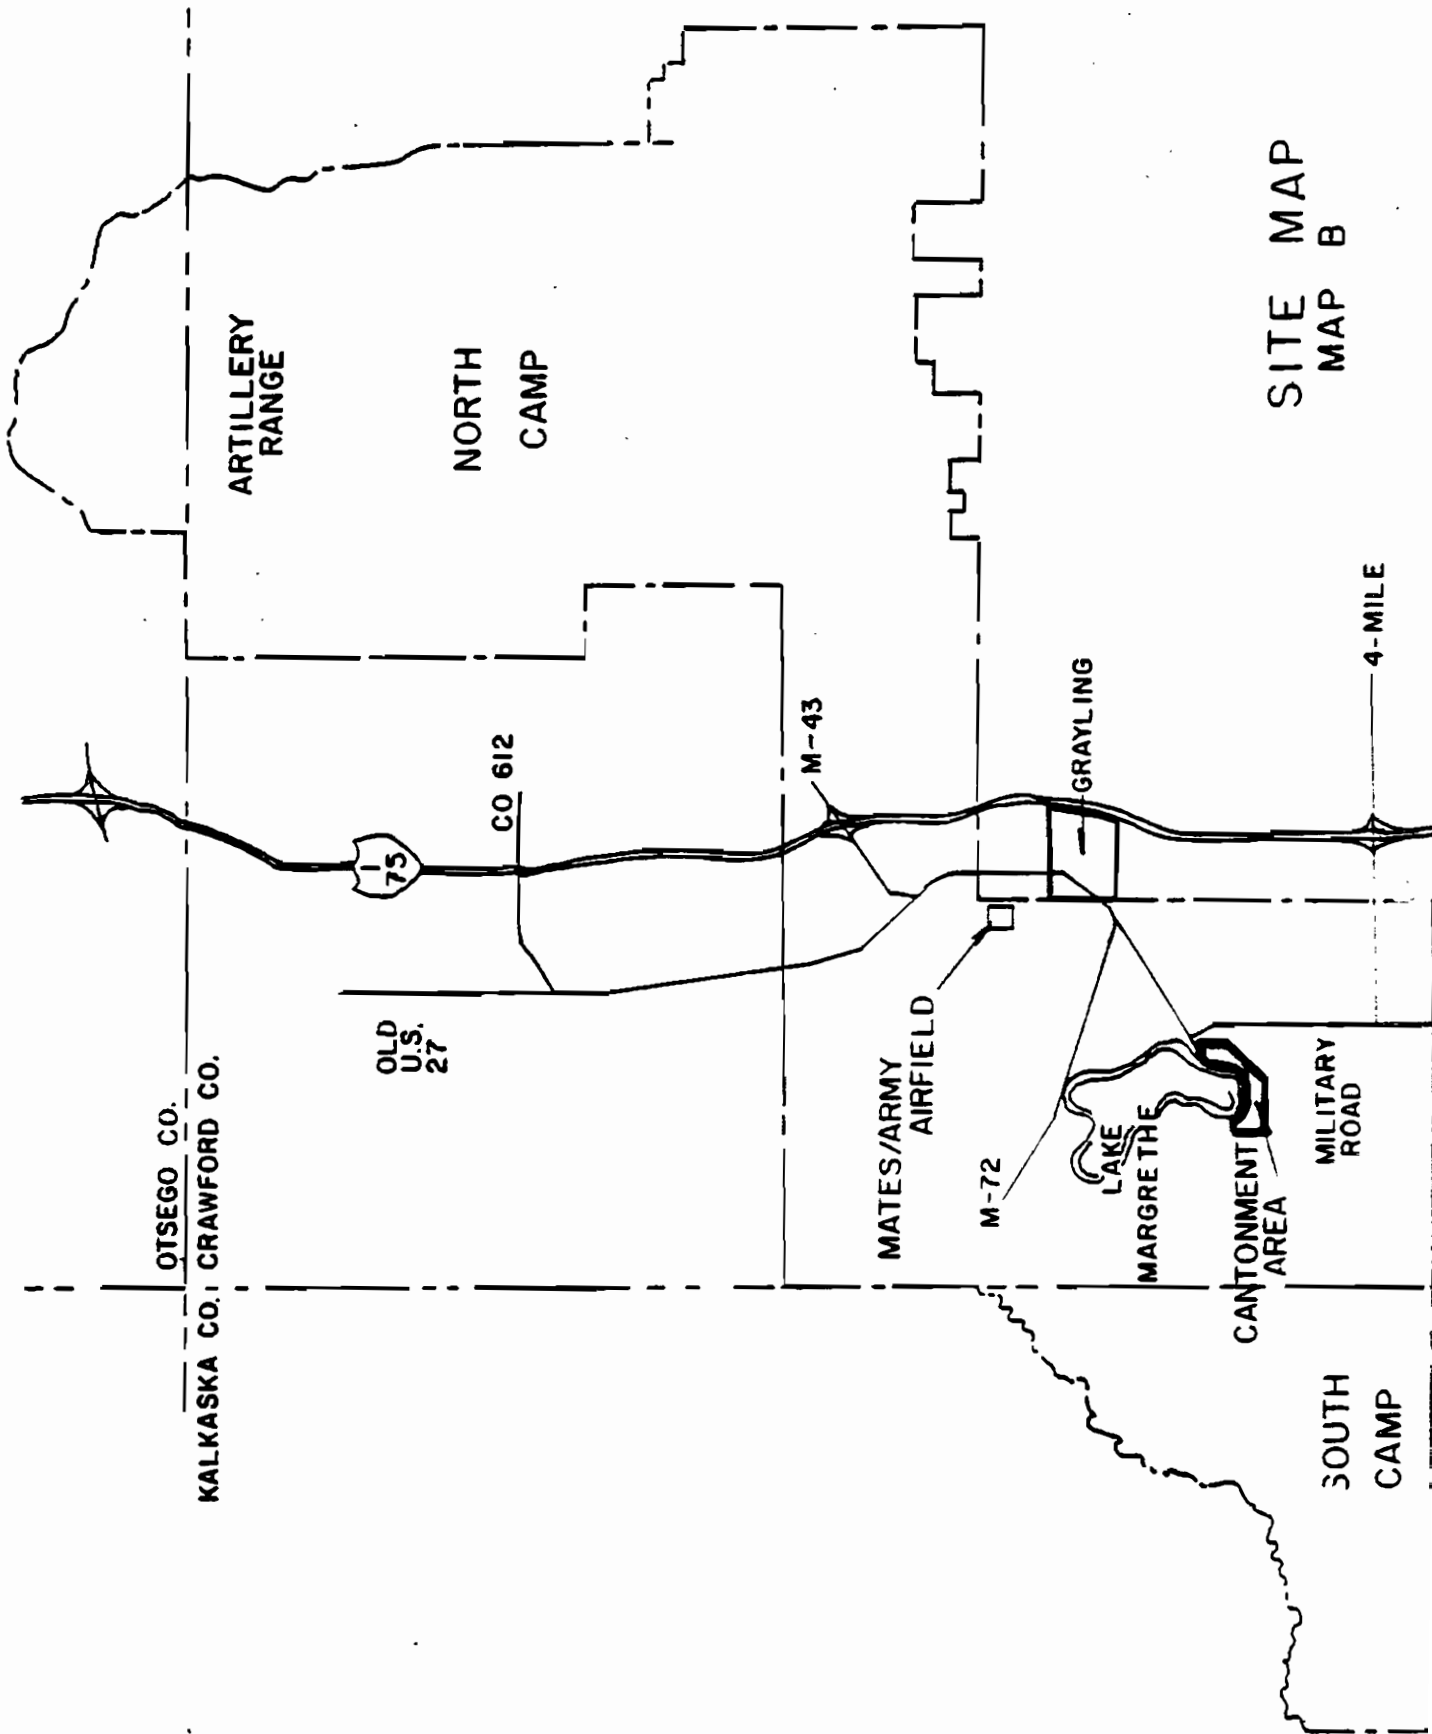 OTSEGO CO.
KALKASKA CO.
CRAWFORD CO.
ARTILLERY
RANGE
NORTH
CAMP
I
75
CO 612
OLD
U.S.
27
M-43
MATES/ARMY
AIRFIELD
GRAYLING
M-72
LAKE
MARGRETHE
CANTONMENT
AREA
MILITARY
ROAD
4-MILE
SOUTH
CAMP
SITE MAP
MAP B